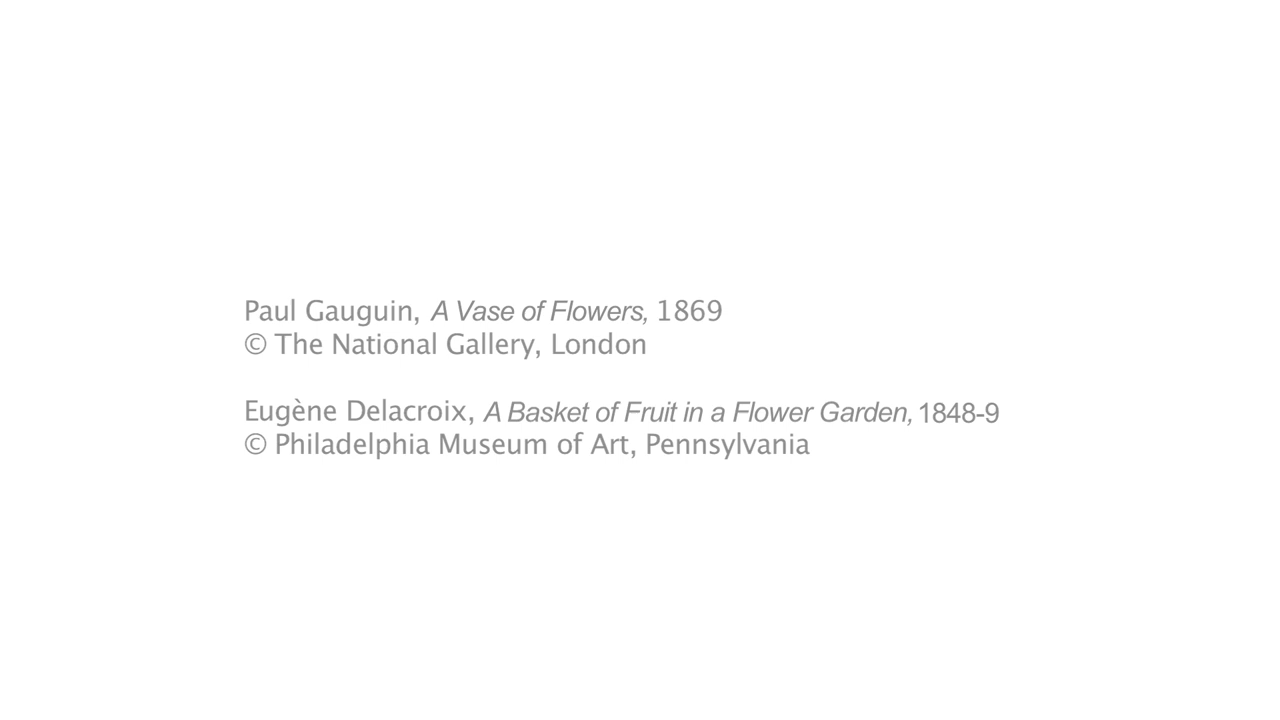 Paul Gauguin, A Vase of Flowers, 1869
© The National Gallery, London
Eugène Delacroix, A Basket of Fruit in a Flower Garden, 1848-9
© Philadelphia Museum of Art, Pennsylvania